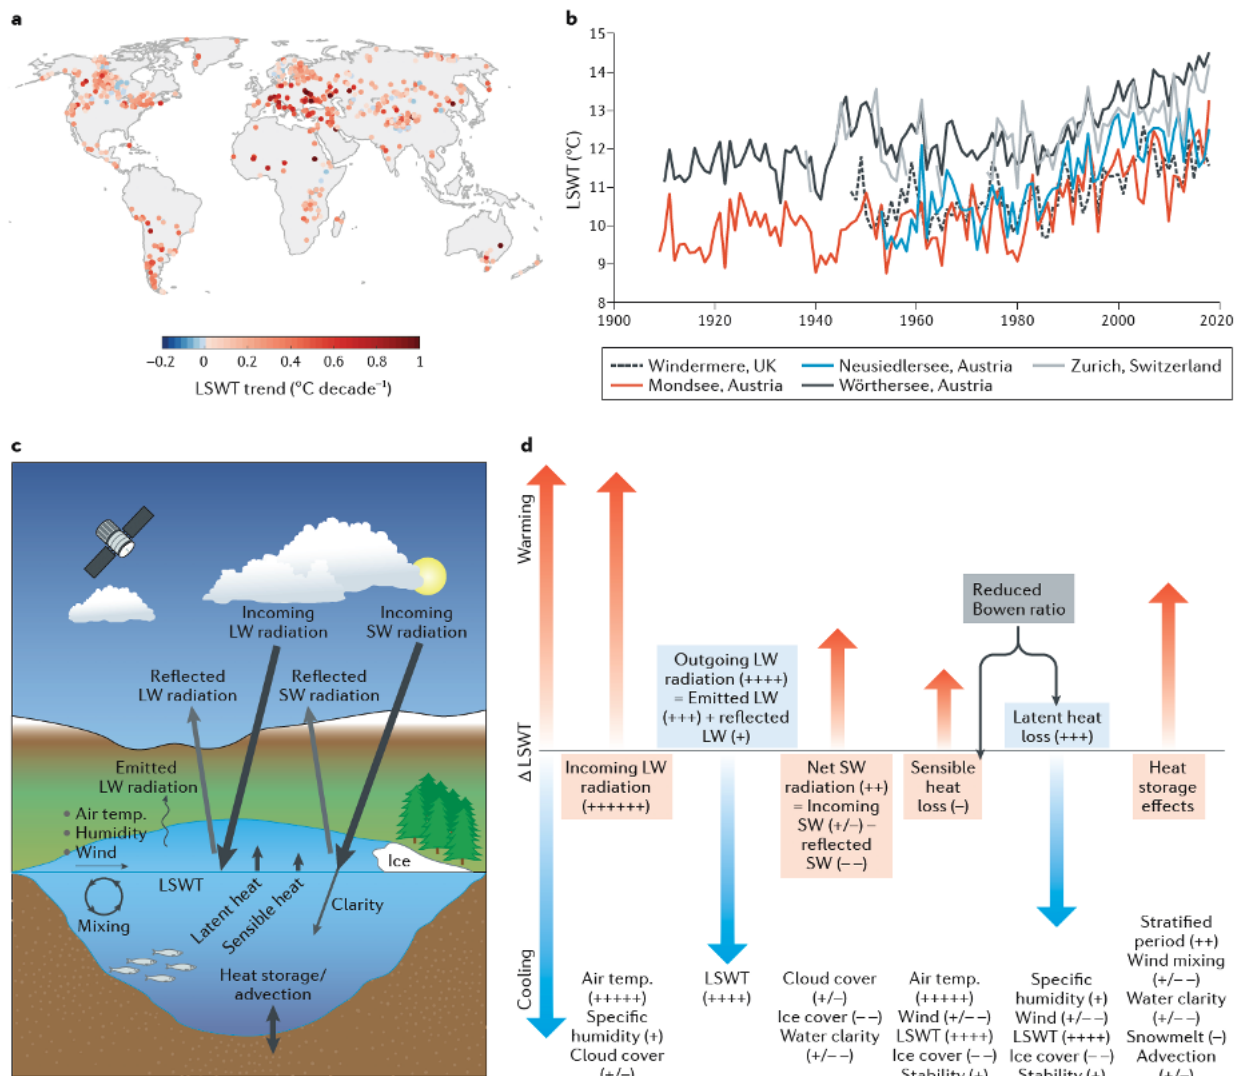 a
−0.2 0 0.2 0.4 0.6 0.8 1
LSWT trend (°C decade⁻¹)
b
15
14
13
12
11
10
9
8
LSWT (°C)
1900 1920 1940 1960 1980 2000 2020
Windermere, UK
Neusiedlersee, Austria
Zurich, Switzerland
Mondsee, Austria
Wörthersee, Austria
c
Incoming
LW radiation
Incoming
SW radiation
Reflected
LW radiation
Reflected
SW radiation
Emitted
LW radiation
• Air temp.
• Humidity
• Wind
Ice
LSWT
Latent heat
Sensible heat
Clarity
Mixing
Heat storage/
advection
d
Warming
Δ LSWT
Cooling
Reduced
Bowen ratio
Outgoing LW
radiation (++++)
= Emitted LW
(+++) + reflected
LW (+)
Latent heat
loss (+++)
Incoming LW
radiation
(++++++)
Net SW
radiation (++)
= Incoming
SW (+/−) −
reflected
SW (− −)
Sensible
heat
loss (−)
Heat
storage
effects
Air temp.
(+++++)
Specific
humidity (+)
Cloud cover
(+/−)
LSWT
(++++)
Cloud cover
(+/−)
Ice cover (− −)
Water clarity
(+/− −)
Air temp.
(+++++)
Wind (+/− −)
LSWT (++++)
Ice cover (− −)
Stability (+)
Specific
humidity (+)
Wind (+/− −)
LSWT (++++)
Ice cover (− −)
Stability (+)
Stratified
period (++)
Wind mixing
(+/− −)
Water clarity
(+/− −)
Snowmelt (−)
Advection
(+/−)